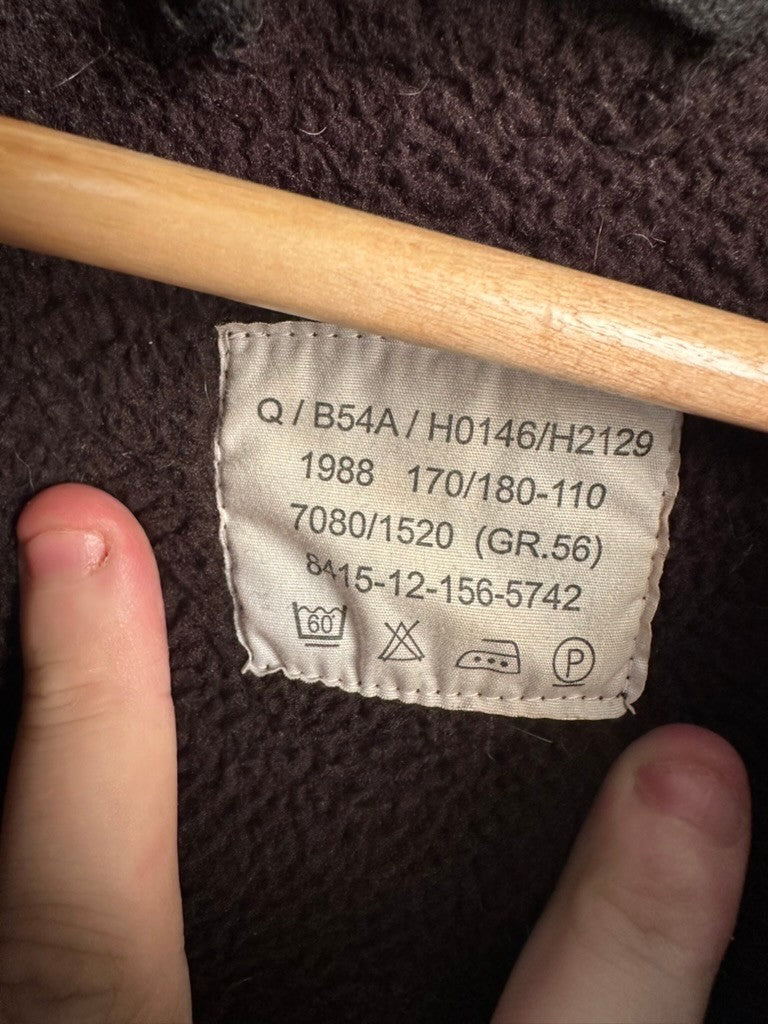 Q / B54A / H0146/H2129
1988 170/180-110
7080/1520 (GR.56)
8415-12-156-5742
60 P